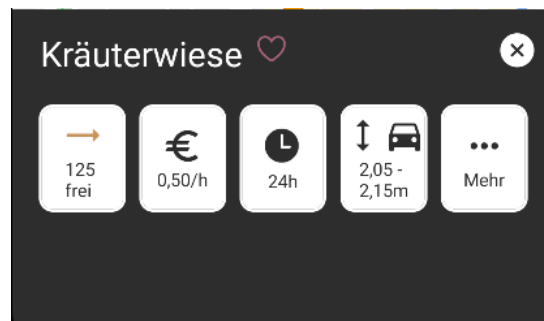 Kräuterwiese
125
frei
0,50/h
24h
2,05 -
2,15m
Mehr